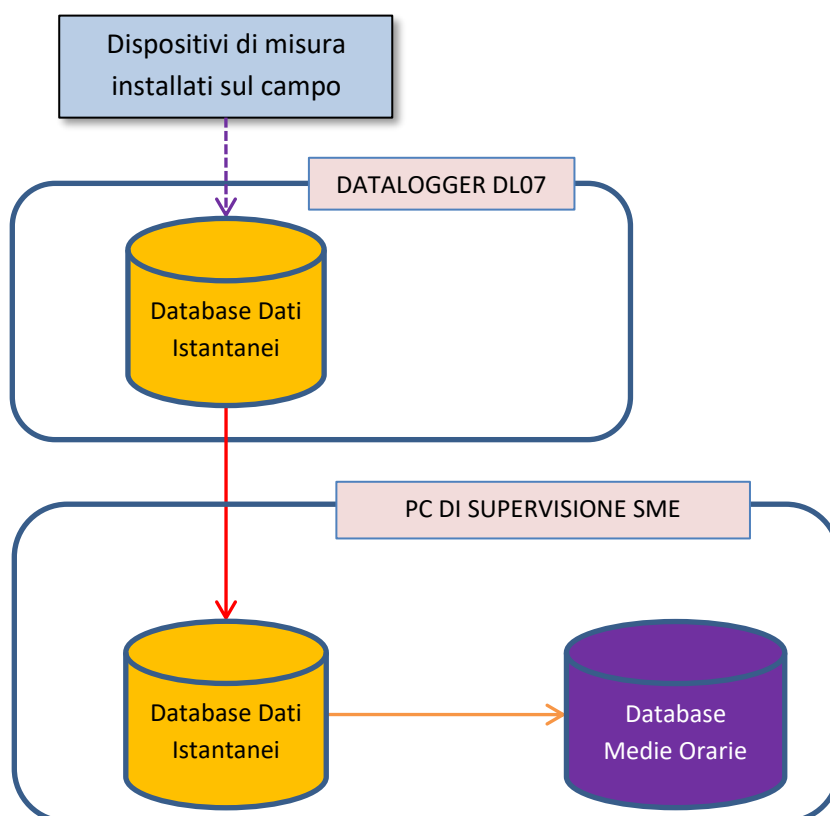 Dispositivi di misura
installati sul campo
DATALOGGER DL07
Database Dati
Istantanei
PC DI SUPERVISIONE SME
Database Dati
Istantanei
Database
Medie Orarie